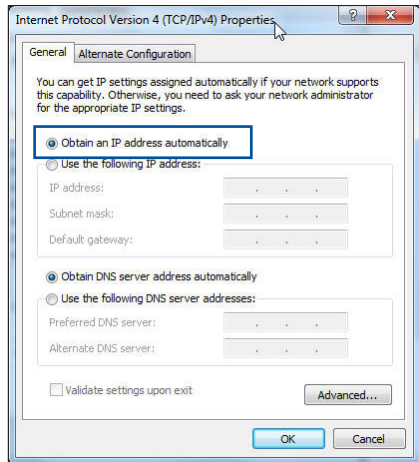 Internet Protocol Version 4 (TCP/IPv4) Properties
General
Alternate Configuration
You can get IP settings assigned automatically if your network supports
this capability. Otherwise, you need to ask your network administrator
for the appropriate IP settings.
Obtain an IP address automatically
Use the following IP address:
IP address:
Subnet mask:
Default gateway:
Obtain DNS server address automatically
Use the following DNS server addresses:
Preferred DNS server:
Alternate DNS server:
Validate settings upon exit
Advanced...
OK
Cancel